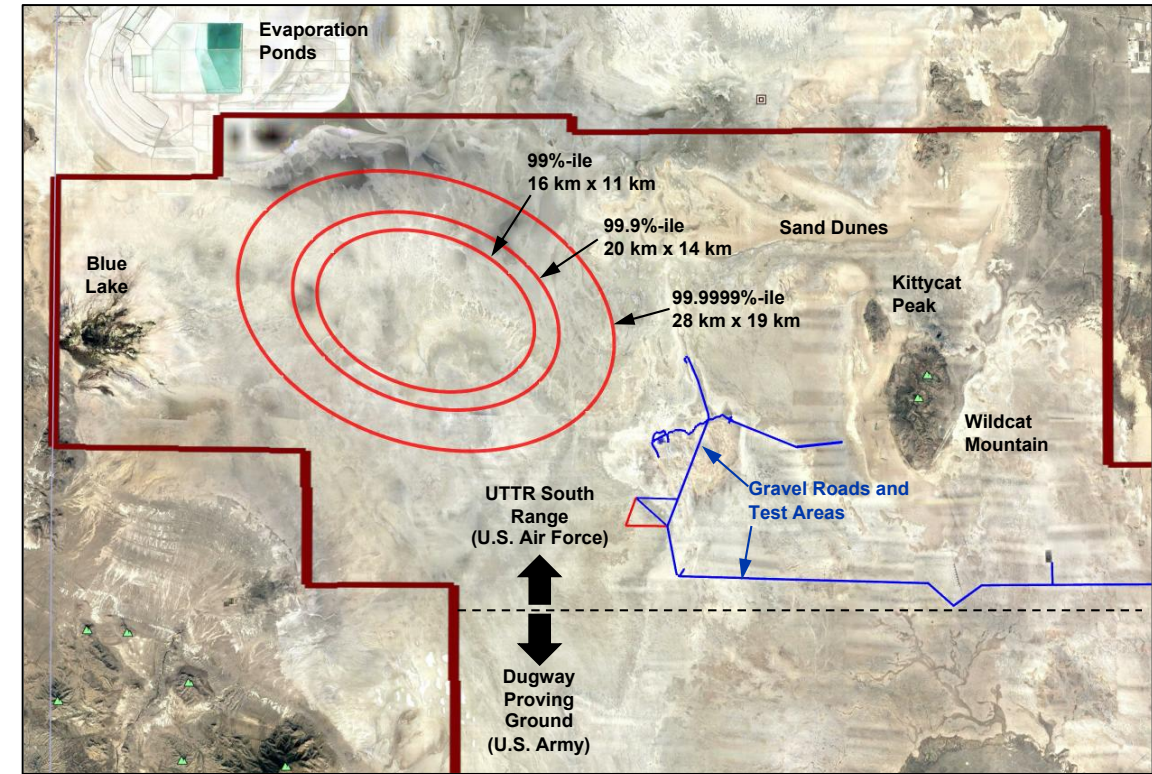 Evaporation
Ponds
99%-ile
16 km x 11 km
99.9%-ile
20 km x 14 km
Sand Dunes
Blue
Lake
Kittycat
Peak
99.9999%-ile
28 km x 19 km
Wildcat
Mountain
Gravel Roads and
Test Areas
UTTR South
Range
(U.S. Air Force)
Dugway
Proving
Ground
(U.S. Army)